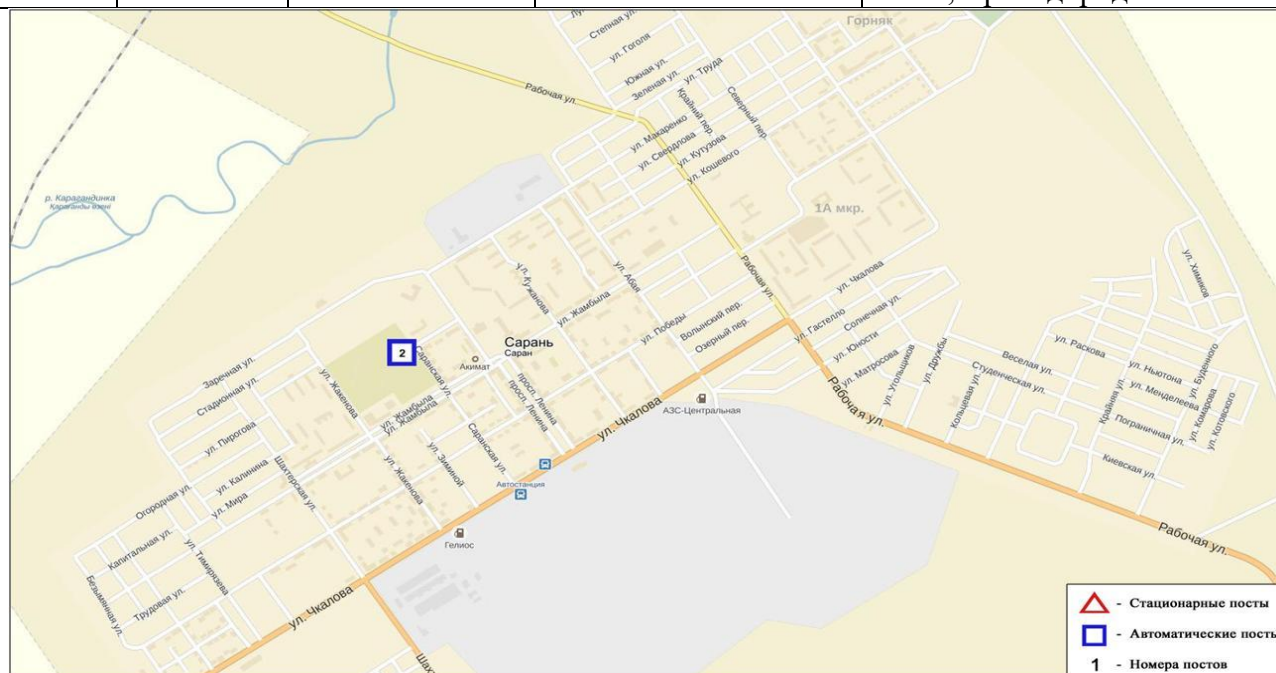 Горняк
Степная ул.
ул. Гоголя
Южная ул.
Зеленая ул.
ул. Труда
Рабочая ул.
Крайний пер.
Северный пер.
ул. Макаренко
ул. Свердлова
ул. Кутузова
ул. Кошевого
р. Карагандинка
Қарағанды өзені
1А мкр.
ул. Химиков
ул. Кужанова
ул. Абая
Рабочая ул.
ул. Чкалова
ул. Жамбыла
Волынский пер.
Солнечная ул.
ул. Победы
Озерный пер.
ул. Гастелло
Сарань
Саран
ул. Юности
2
Акимат
Саранская ул.
Заречная ул.
ул. Жакенова
Стадионная ул.
ул. Матросова
ул. Угольщиков
ул. Дружбы
Веселая ул.
ул. Раскова
ул. Ньютона
ул. Буденного
Студенческая ул.
Кольцевая ул.
ул. Менделеева
Крайняя ул.
ул. Комарова
ул. Котовского
просп. Ленина
просп. Ленина
АЗС-Центральная
ул. Жамбыла
ул. Жамбыла
ул. Чкалова
Рабочая ул.
Пограничная ул.
ул. Пирогова
Саранская ул.
ул. Зиминой
Киевская ул.
ул. Калинина
Шахтерская ул.
ул. Жакенова
Автостанция
Огородная ул.
ул. Мира
Гелиос
Рабочая ул.
Капитальная ул.
ул. Тимирязева
Безымянная ул.
Трудовая ул.
ул. Чкалова
- Стационарные посты
- Автоматические посты
1 - Номера постов